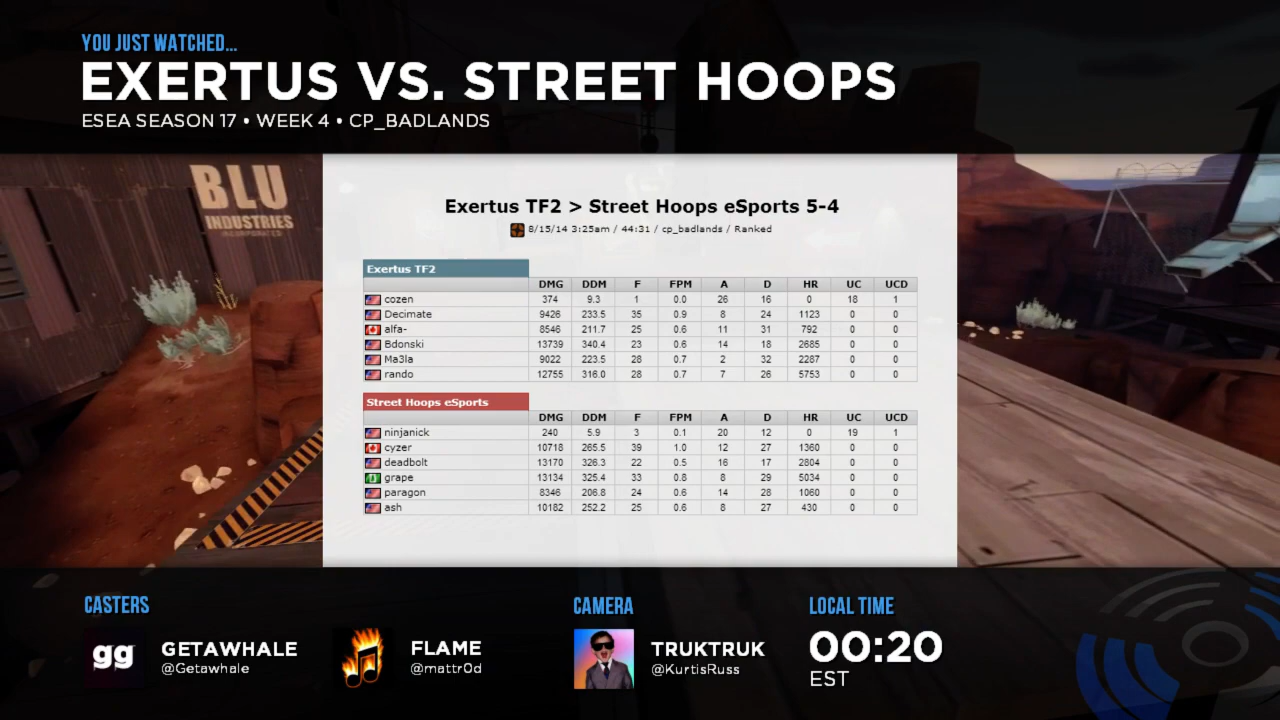 YOU JUST WATCHED...
EXERTUS VS. STREET HOOPS
ESEA SEASON 17 • WEEK 4 • CP_BADLANDS
BLU
INDUSTRIES
INCORPORATED
Exertus TF2 > Street Hoops eSports 5-4
8/15/14 3:25am / 44:31 / cp_badlands / Ranked
Exertus TF2
DMG DDM F FPM A D HR UC UCD
cozen 374 9.3 1 0.0 26 16 0 18 1
Decimate 9426 233.5 35 0.9 8 24 1123 0 0
alfa- 8546 211.7 25 0.6 11 31 792 0 0
Bdonski 13739 340.4 23 0.6 14 18 2685 0 0
Ma3la 9022 223.5 28 0.7 2 32 2287 0 0
rando 12755 316.0 28 0.7 7 26 5753 0 0
Street Hoops eSports
DMG DDM F FPM A D HR UC UCD
ninjanick 240 5.9 3 0.1 20 12 0 19 1
cyzer 10718 265.5 39 1.0 12 27 1360 0 0
deadbolt 13170 326.3 22 0.5 16 17 2804 0 0
grape 13134 325.4 33 0.8 8 29 5034 0 0
paragon 8346 206.8 24 0.6 14 28 1060 0 0
ash 10182 252.2 25 0.6 8 27 430 0 0
CASTERS
gg
GETAWHALE
@Getawhale
FLAME
@mattr0d
CAMERA
TRUKTRUK
@KurtisRuss
LOCAL TIME
00:20
EST